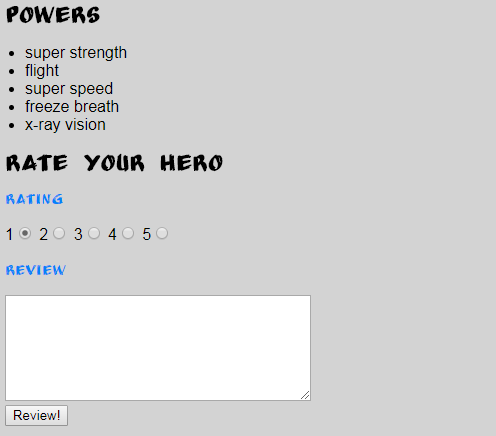 POWERS
• super strength
• flight
• super speed
• freeze breath
• x-ray vision
RATE YOUR HERO
RATING
1 2 3 4 5
REVIEW
Review!